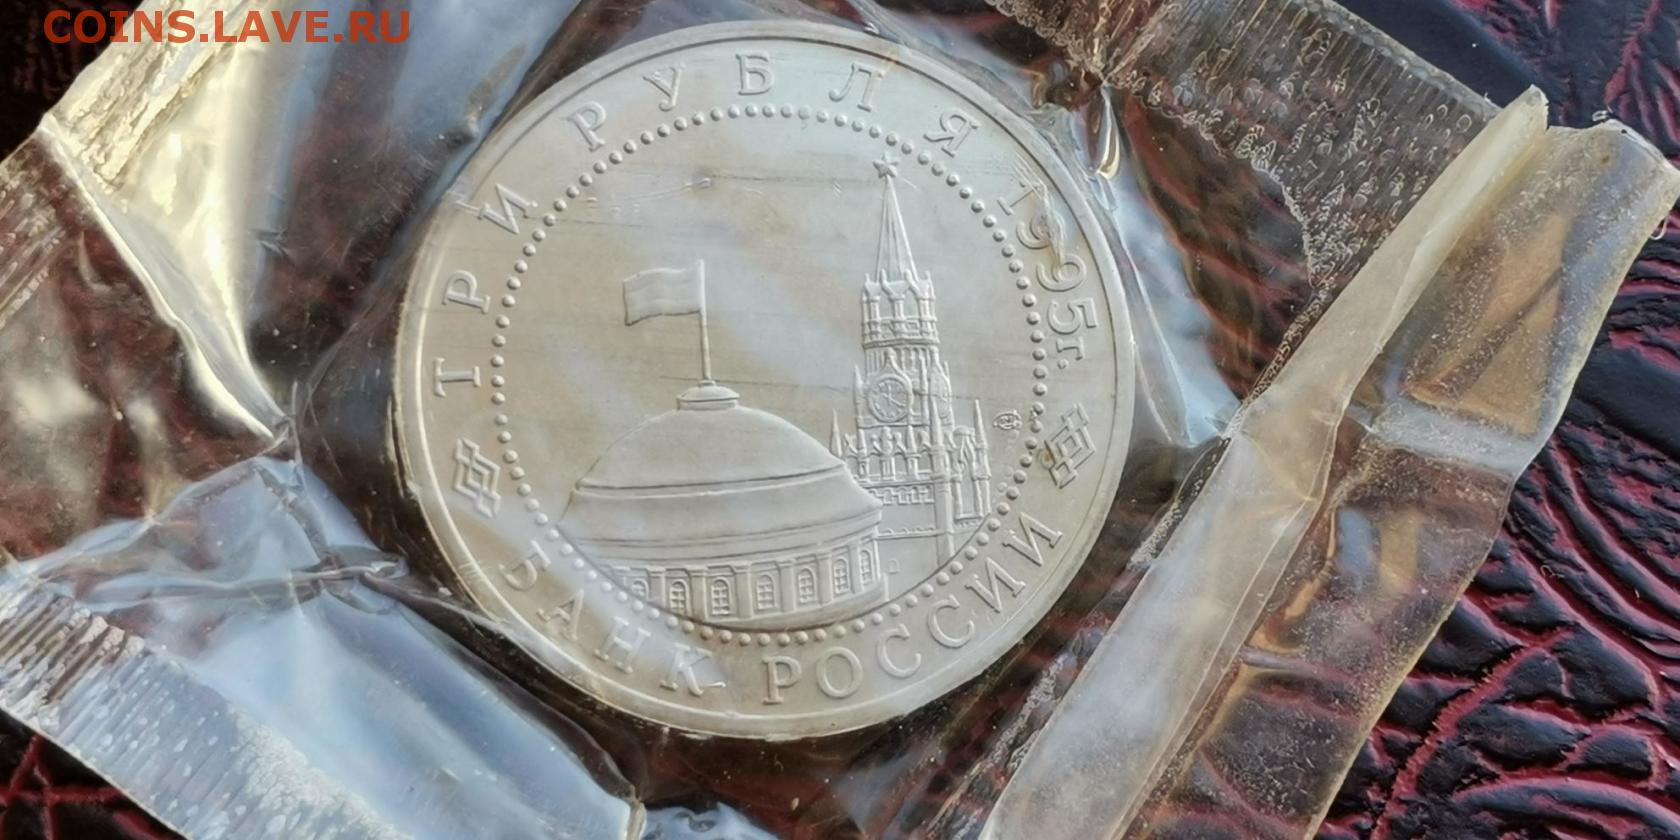 COINS.LAVE.RU
ТРИ РУБЛЯ 1995г.
БАНК РОССИИ